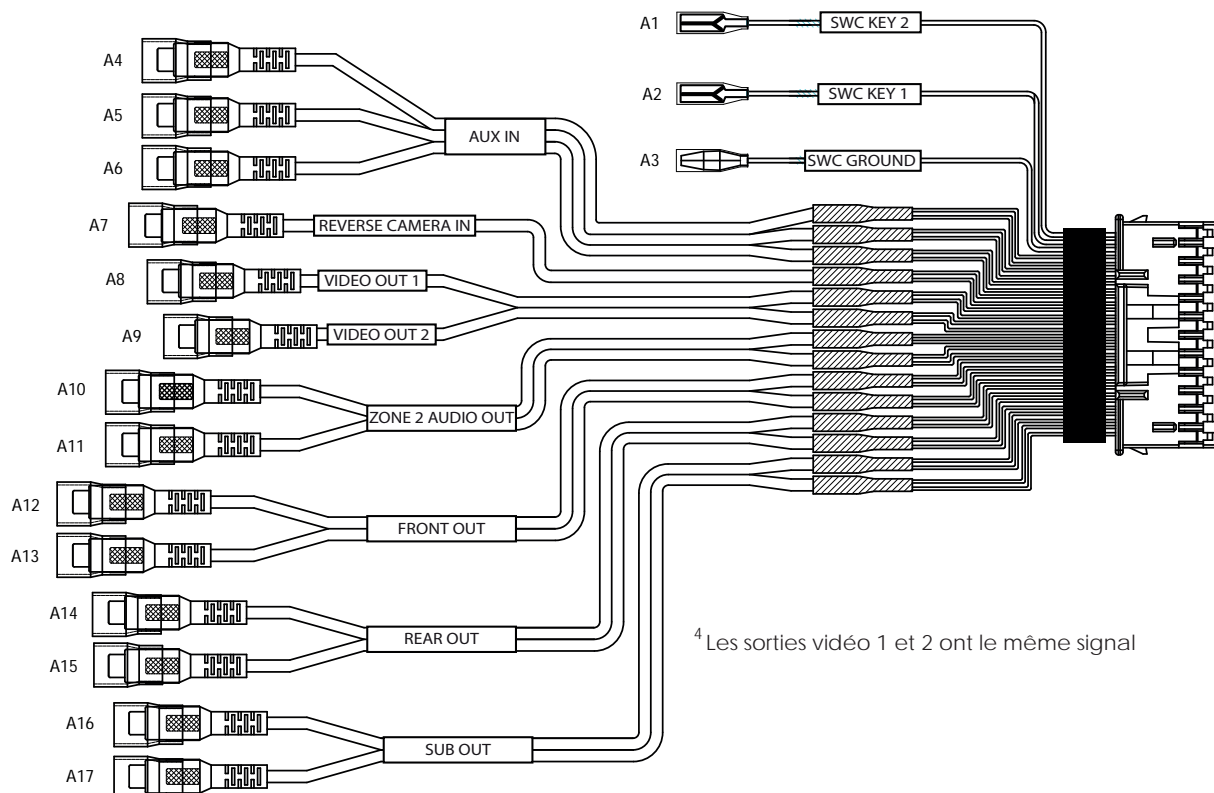 A1 SWC KEY 2
A2 SWC KEY 1
A3 SWC GROUND
A4
A5
A6
AUX IN
A7 REVERSE CAMERA IN
A8 VIDEO OUT 1
A9 VIDEO OUT 2
A10
A11
ZONE 2 AUDIO OUT
A12
A13
FRONT OUT
A14
A15
REAR OUT
A16
A17
SUB OUT
4 Les sorties vidéo 1 et 2 ont le même signal